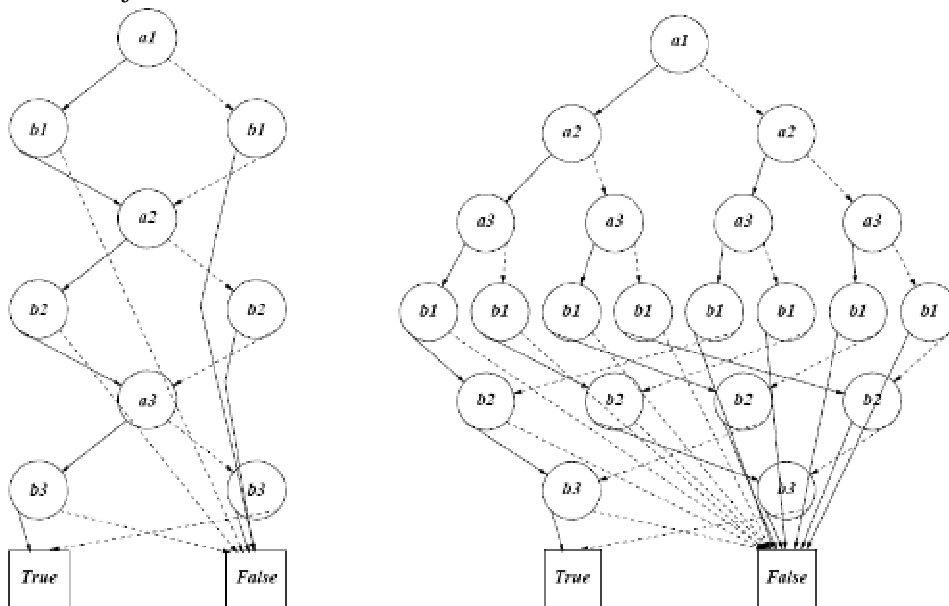 a1
a1
b1 b1
a2 a2
a2
a3 a3 a3 a3
b2 b2
b1 b1 b1 b1 b1 b1 b1 b1
a3
b2 b2 b2 b2
b3 b3
b3 b3
True False
True False